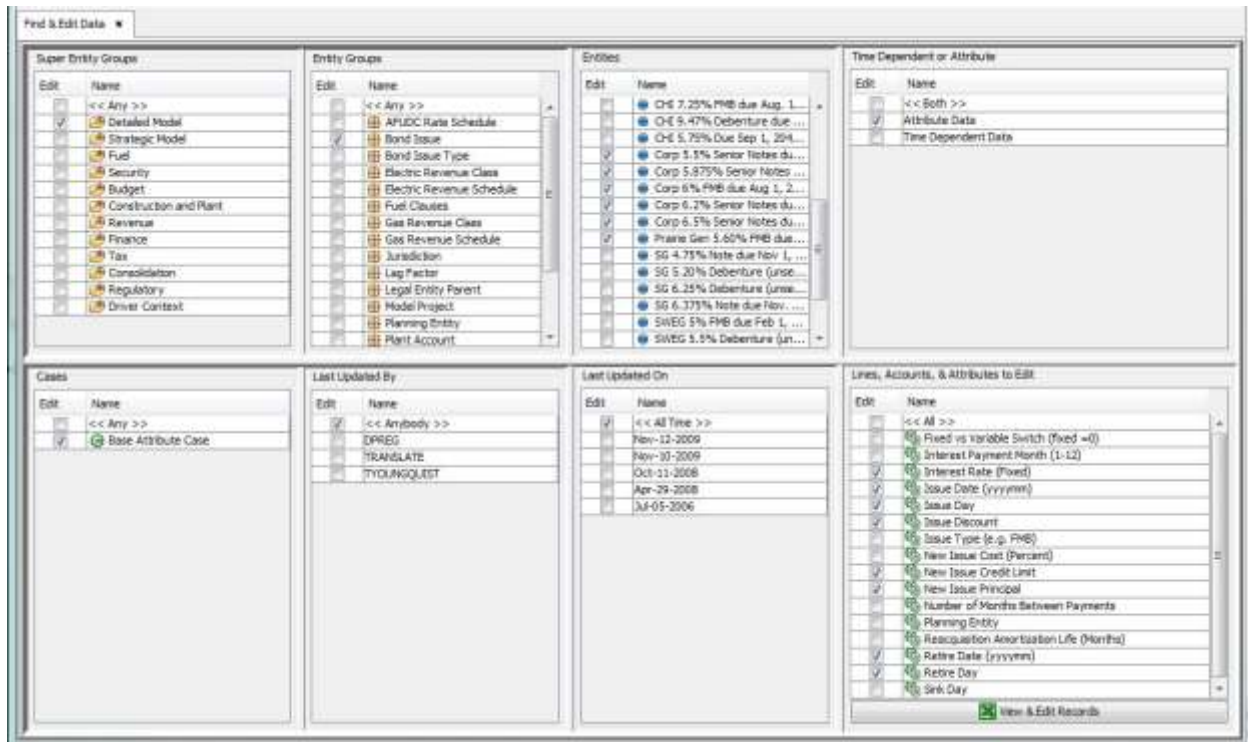 Find & Edit Data
Super Entity Groups
Edit Name
<< Any >>
Detailed Model
Strategic Model
Fuel
Security
Budget
Construction and Plant
Revenue
Finance
Tax
Consolidation
Regulatory
Driver Context
Entity Groups
Edit Name
<< Any >>
AFUDC Rate Schedule
Bond Issue
Bond Issue Type
Electric Revenue Class
Electric Revenue Schedule
Fuel Clauses
Gas Revenue Class
Gas Revenue Schedule
Jurisdiction
Lag Factor
Legal Entity Parent
Model Project
Planning Entity
Plant Account
Entities
Edit Name
CHI 7.25% FMB due Aug. 1...
CHI 9.47% Debenture due ...
CHI 5.75% Due Sep 1, 204...
Corp 5.5% Senior Notes du...
Corp 5.875% Senior Notes ...
Corp 6% FMB due Aug 1, 2...
Corp 6.2% Senior Notes du...
Corp 6.5% Senior Notes du...
Prairie Gen 5.60% FMB due...
SG 4.75% Note due Nov 1, ...
SG 5.20% Debenture (unse...
SG 6.25% Debenture (unse...
SG 6.375% Note due Nov. ...
SWEG 5% FMB due Feb 1, ...
SWEG 5.5% Debenture (un...
Time Dependent or Attribute
Edit Name
<< Both >>
Attribute Data
Time Dependent Data
Cases
Edit Name
<< Any >>
Base Attribute Case
Last Updated By
Edit Name
<< Anybody >>
DPREG
TRANSLATE
TYOUNGQUIST
Last Updated On
Edit Name
<< All Time >>
Nov-12-2009
Nov-10-2009
Oct-11-2008
Apr-29-2008
Jul-05-2006
Lines, Accounts, & Attributes to Edit
Edit Name
<< All >>
Fixed vs Variable Switch (fixed =0)
Interest Payment Month (1-12)
Interest Rate (Fixed)
Issue Date (yyyymm)
Issue Day
Issue Discount
Issue Type (e.g. FMB)
New Issue Cost (Percent)
New Issue Credit Limit
New Issue Principal
Number of Months Between Payments
Planning Entity
Reacquisition Amortization Life (Months)
Retire Date (yyyymm)
Retire Day
Sink Day
View & Edit Records